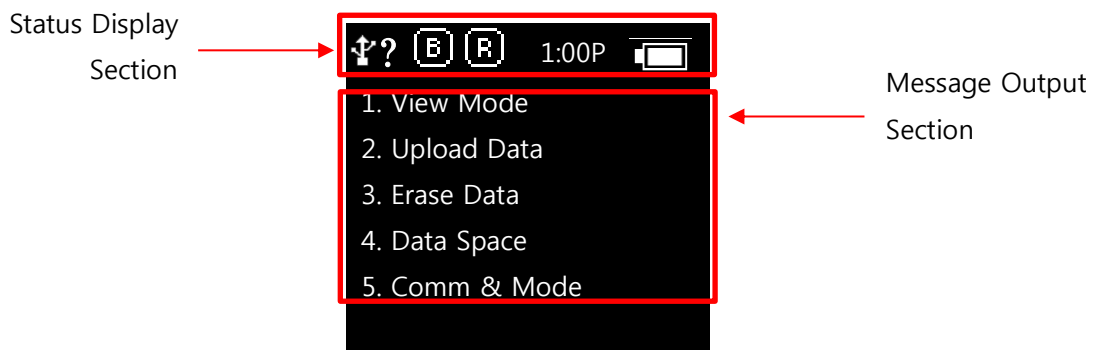 Status Display
Section
? B R 1:00P
Message Output
Section
1. View Mode
2. Upload Data
3. Erase Data
4. Data Space
5. Comm & Mode